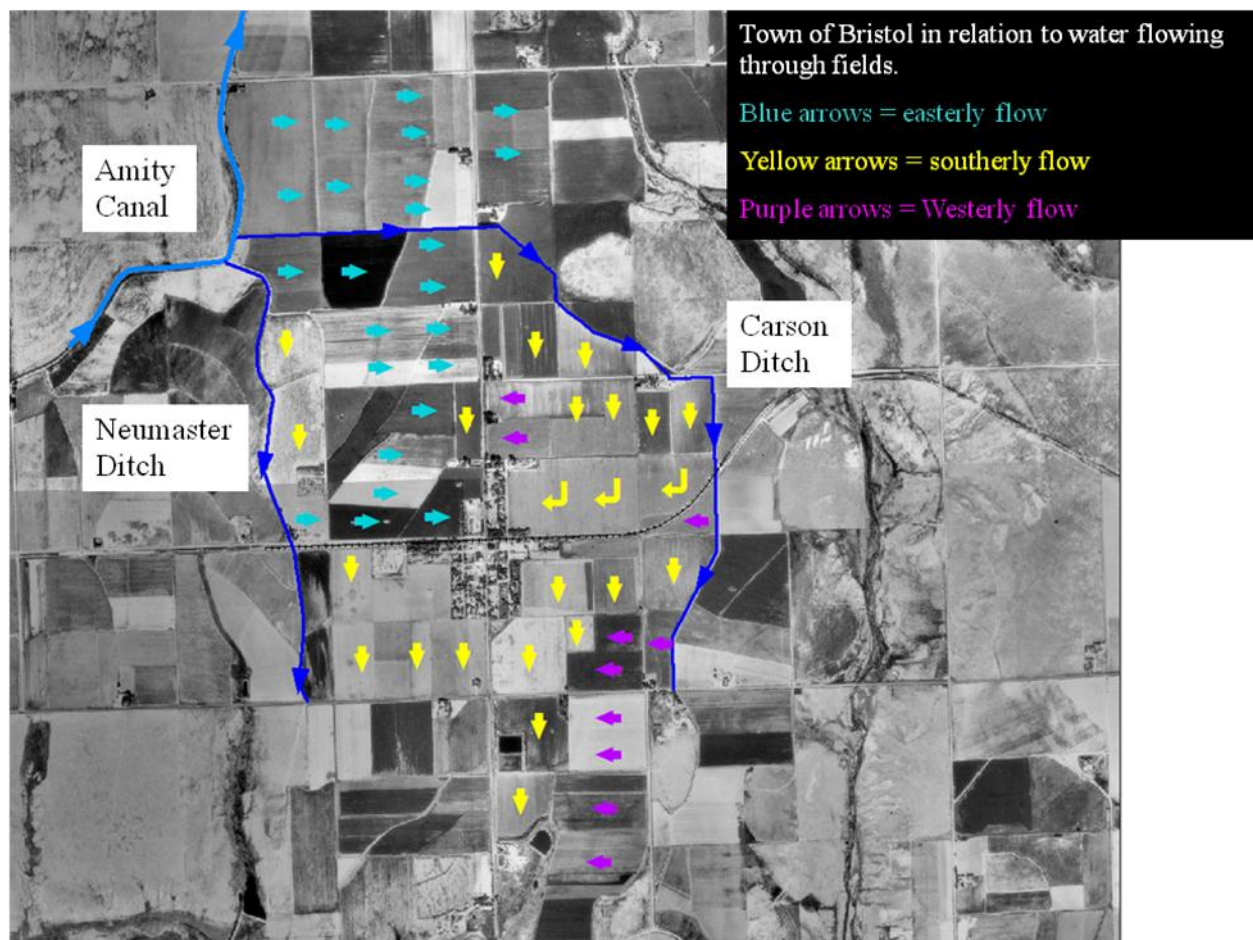 Town of Bristol in relation to water flowing
through fields.
Blue arrows = easterly flow
Yellow arrows = southerly flow
Purple arrows = Westerly flow
Amity
Canal
Carson
Ditch
Neumaster
Ditch